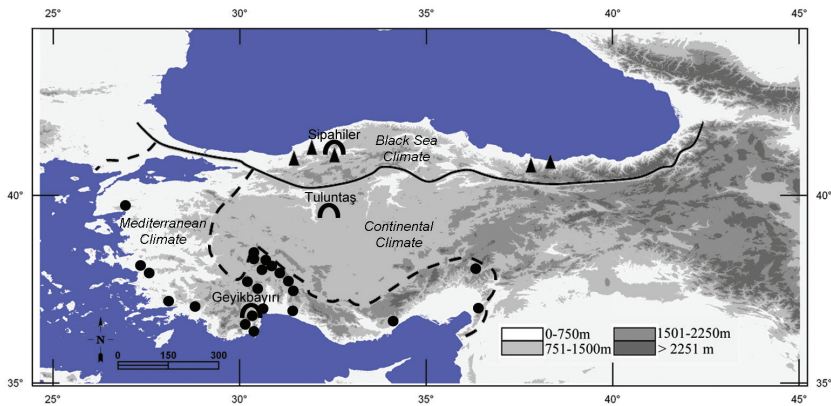 25°
30°
35°
40°
45°
Sipahiler
Black Sea
Climate
40°
40°
Tuluntaş
Mediterranean
Climate
Continental
Climate
Geyikbayırı
N
0
150
300
0-750m
751-1500m
1501-2250m
> 2251 m
35°
35°
25°
30°
35°
40°
45°